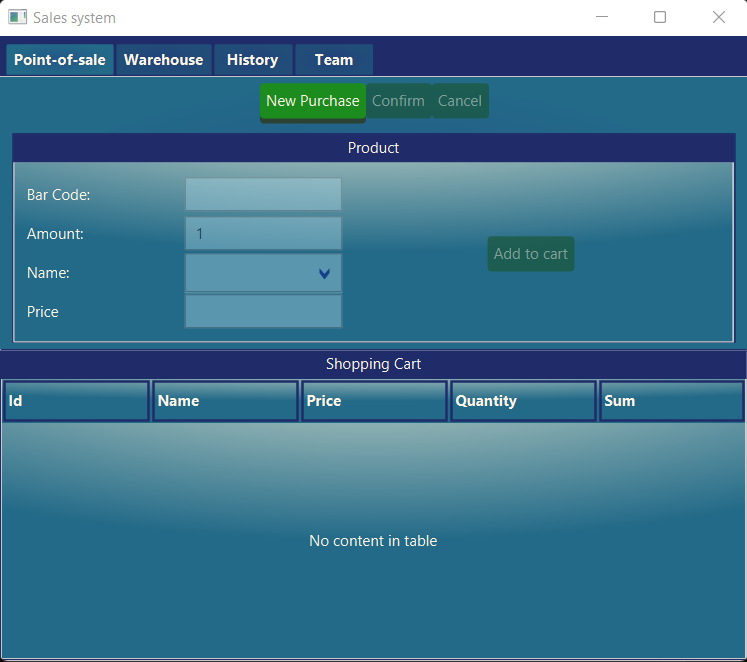 Sales system
Point-of-sale Warehouse History Team
New Purchase Confirm Cancel
Product
Bar Code:
Amount: 1
Add to cart
Name:
Price
Shopping Cart
Id Name Price Quantity Sum
No content in table